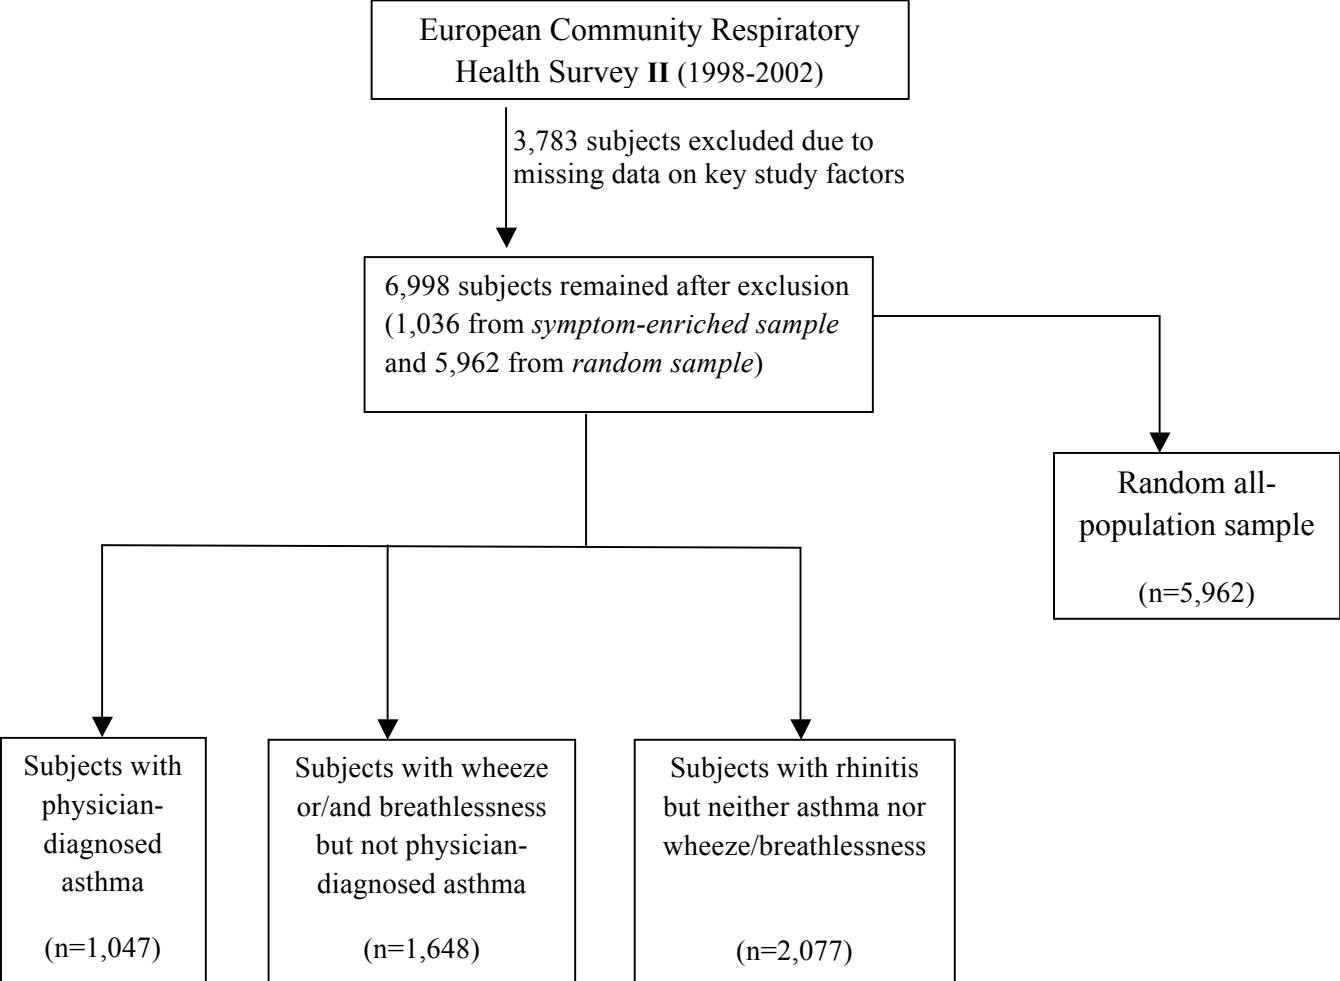 European Community Respiratory
Health Survey II (1998-2002)
3,783 subjects excluded due to
missing data on key study factors
6,998 subjects remained after exclusion
(1,036 from symptom-enriched sample
and 5,962 from random sample)
Random all-
population sample
(n=5,962)
Subjects with
physician-
diagnosed
asthma
(n=1,047)
Subjects with wheeze
or/and breathlessness
but not physician-
diagnosed asthma
(n=1,648)
Subjects with rhinitis
but neither asthma nor
wheeze/breathlessness
(n=2,077)